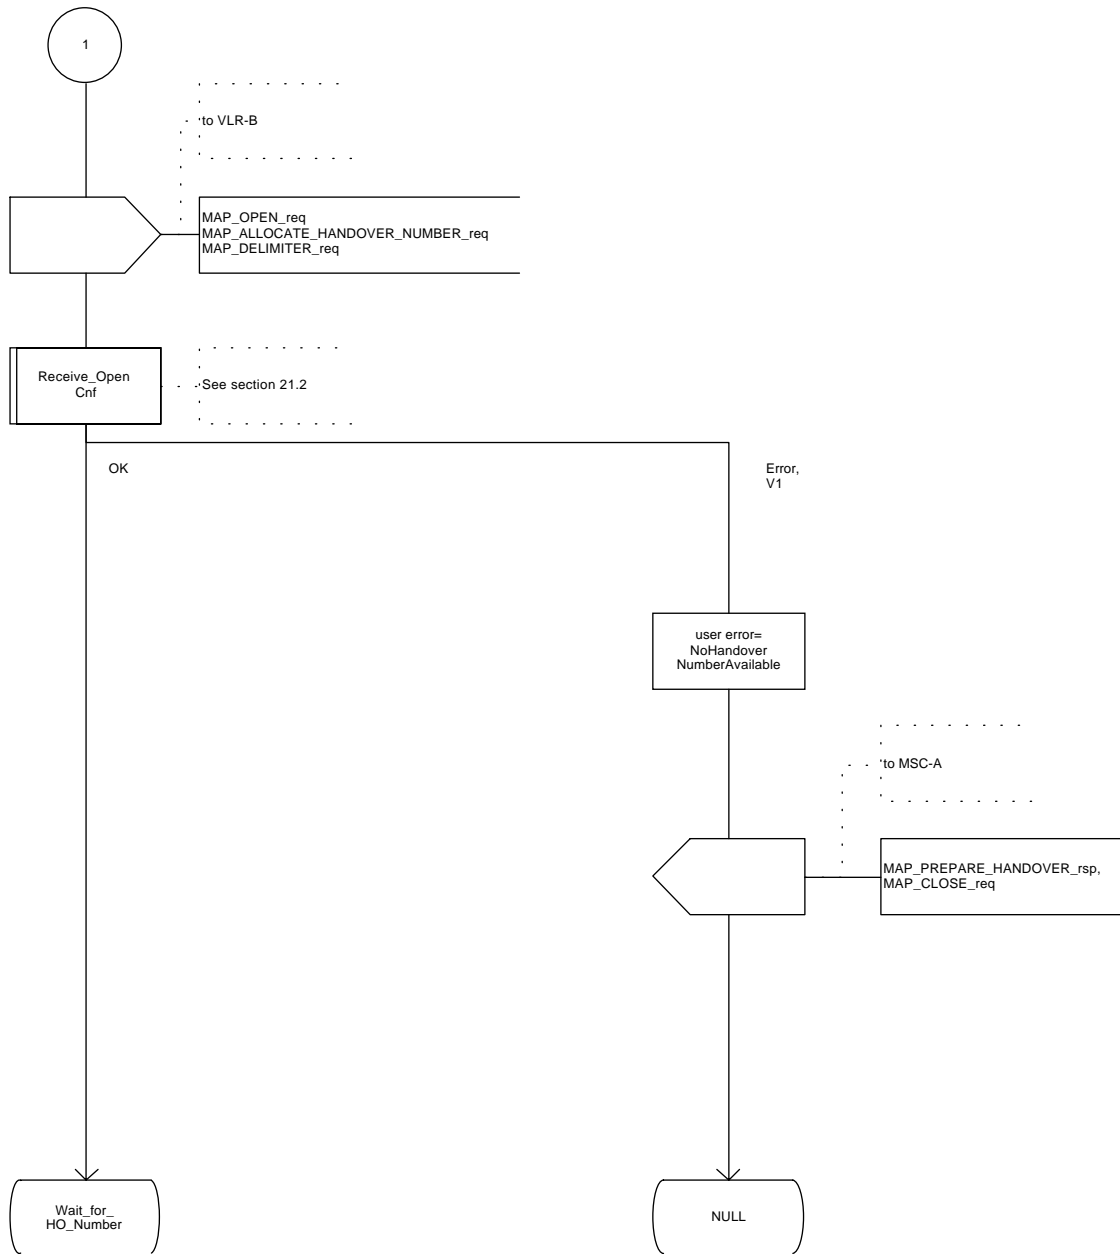 1
to VLR-B
MAP_OPEN_req
MAP_ALLOCATE_HANDOVER_NUMBER_req
MAP_DELIMITER_req
Receive_Open
Cnf
See section 21.2
OK
Error,
V1
user error=
NoHandover
NumberAvailable
to MSC-A
MAP_PREPARE_HANDOVER_rsp,
MAP_CLOSE_req
Wait_for_
HO_Number
NULL